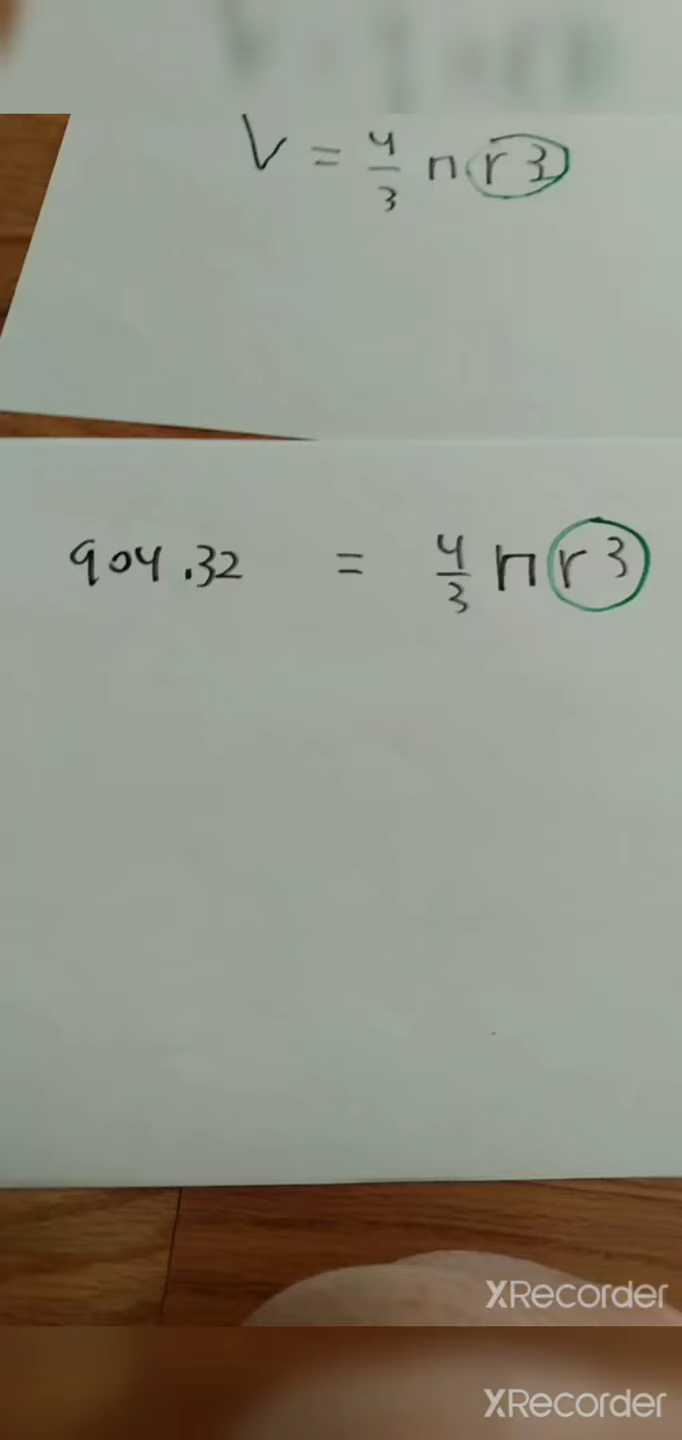 V = 4/3 π r3
904.32 = 4/3 π r3
XRecorder
XRecorder